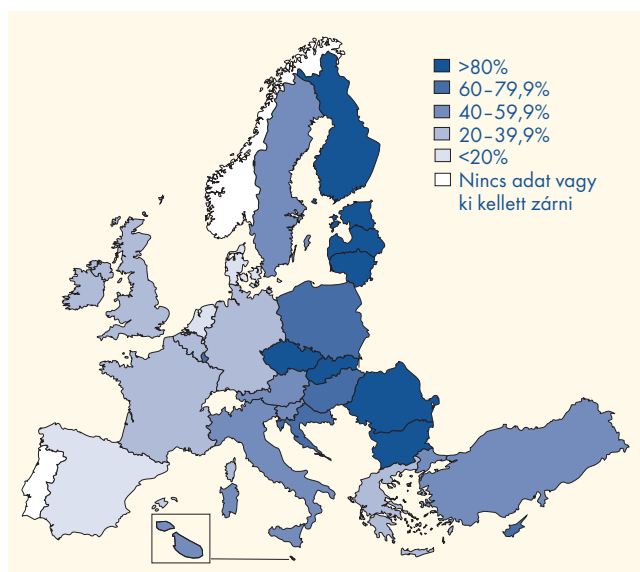 >80%
60–79,9%
40–59,9%
20–39,9%
<20%
Nincs adat vagy
ki kellett zárni